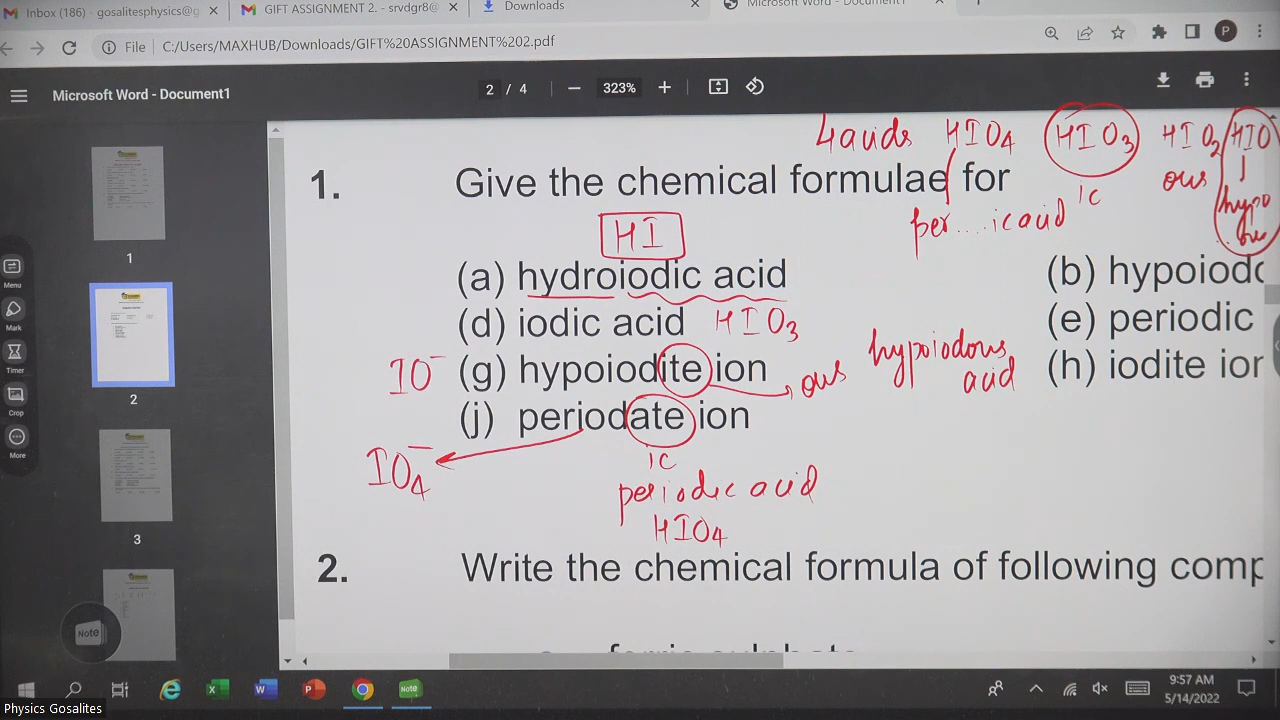 Inbox (186) - gosalitesphysics@g
GIFT ASSIGNMENT 2. - srvdgr8@
Downloads
Microsoft Word - Document1
File C:/Users/MAXHUB/Downloads/GIFT%20ASSIGNMENT%202.pdf
P
Microsoft Word - Document1
2 / 4
323%
4 acids HIO4 HIO3 HIO2 HIO
1. Give the chemical formulae for
per....ic acid ic ous hypo
ous
HI
(a) hydroiodic acid (b) hypoiodo
(d) iodic acid HIO3 (e) periodic
IO⁻ (g) hypoiodite ion ous hypoiodous
acid (h) iodite ion
(j) periodate ion
IO4⁻ ic
periodic acid
HIO4
2. Write the chemical formula of following comp
ferric sulphate
Menu
Mark
Timer
Crop
More
1
2
3
Note
Note
9:57 AM
5/14/2022
Physics Gosalites